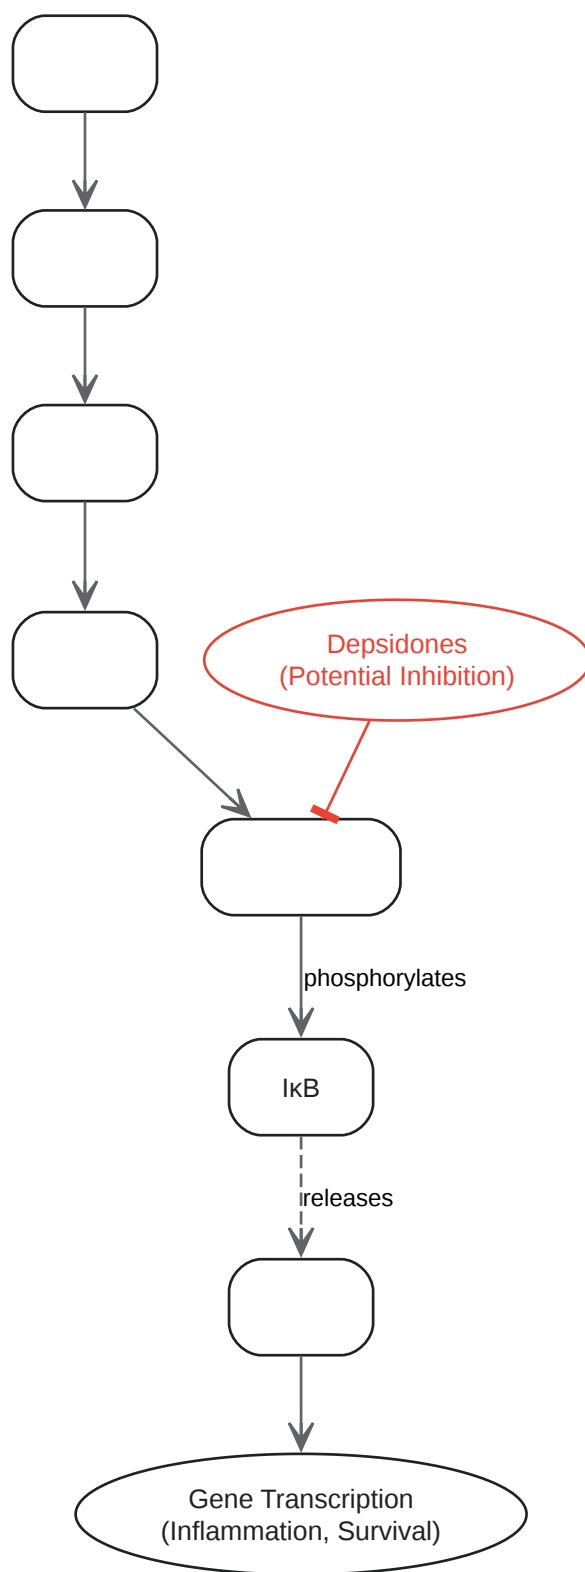 Depsidones
(Potential Inhibition)
phosphorylates
IκB
releases
Gene Transcription
(Inflammation, Survival)